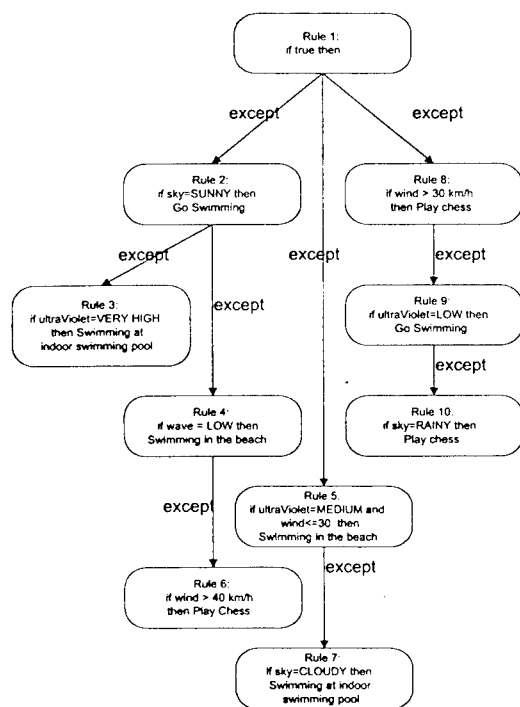 Rule 1:
if true then
except
except
except
Rule 2:
if sky=SUNNY then
Go Swimming
Rule 8:
if wind > 30 km/h
then Play chess
except
except
except
except
Rule 3:
if ultraViolet=VERY HIGH
then Swimming at
indoor swimming pool
Rule 9:
if ultraViolet=LOW then
Go Swimming
except
Rule 4:
if wave = LOW then
Swimming in the beach
Rule 10.
if sky=RAINY then
Play chess
except
Rule 5.
if ultraViolet=MEDIUM and
wind<=30 then
Swimming in the beach
except
Rule 6:
if wind > 40 km/h
then Play Chess
Rule 7:
If sky=CLOUDY then
Swimming at indoor
swimming pool